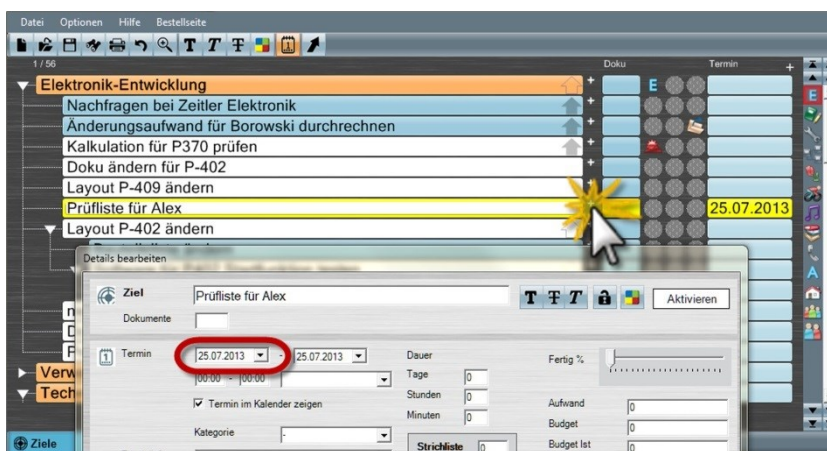 Datei Optionen Hilfe Bestellseite
T T T
1 / 56 Doku Termin +
Elektronik-Entwicklung + E
Nachfragen bei Zeitler Elektronik +
Änderungsaufwand für Borowski durchrechnen +
Kalkulation für P370 prüfen +
Doku ändern für P-402 +
Layout P-409 ändern
Prüfliste für Alex 25.07.2013
Layout P-402 ändern
Details bearbeiten
Ziel Prüfliste für Alex T T T Aktivieren
Dokumente
Termin 25.07.2013 - 25.07.2013 Dauer Fertig %
00:00 - 00:00 Tage 0
Termin im Kalender zeigen Stunden 0 Aufwand 0
Minuten 0 Budget 0
Kategorie - Strichliste 0 Budget Ist 0
Verw
Tech
Ziele